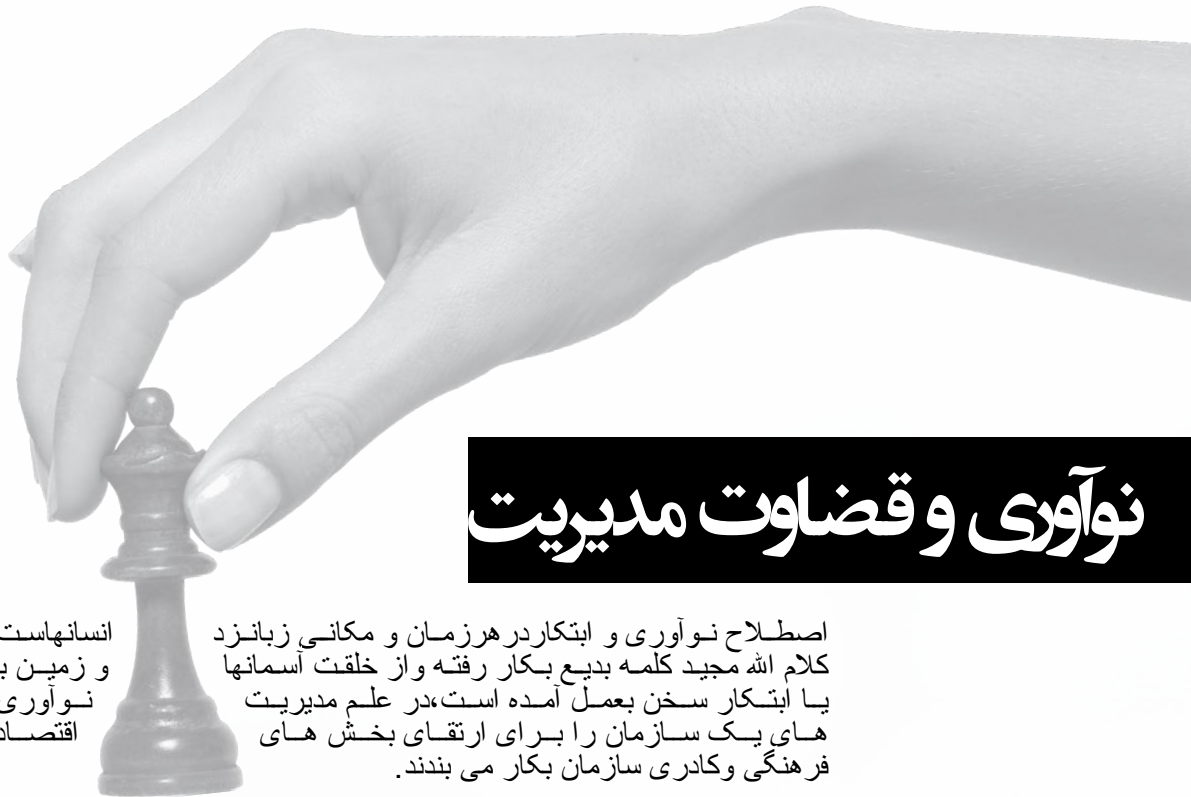 نوآوری و قضاوت مدیریت
اصطلاح نوآوری و ابتکاردرهرزمان و مکانی زبانزد انسانهاست
کلام الله مجید کلمه بدیع بکار رفته واز خلقت آسمانها و زمین
یا ابتکار سخن بعمل آمده است،در علم مدیریت نوآوری
های یک سازمان را برای ارتقای بخش های
فرهنگی وکادری سازمان بکار می بندند.